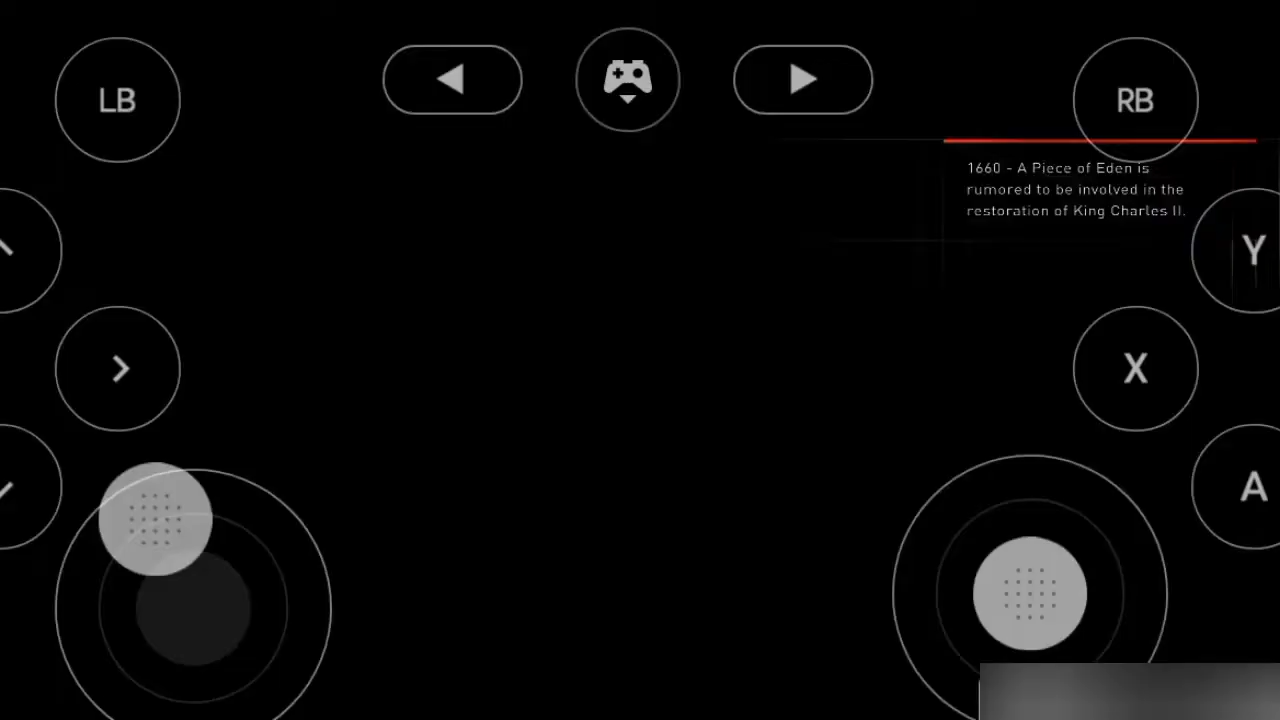 LB
RB
1660 - A Piece of Eden is
rumored to be involved in the
restoration of King Charles II.
Y
X
A